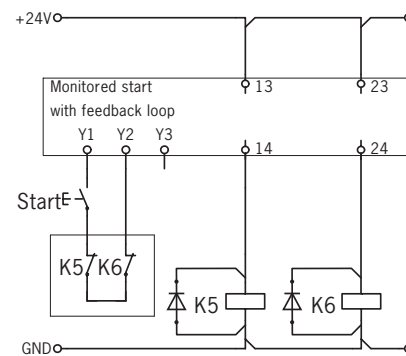 +24V
Monitored start 13 23
with feedback loop
Y1 Y2 Y3
14 24
Start
K5 K6
K5 K6
GND